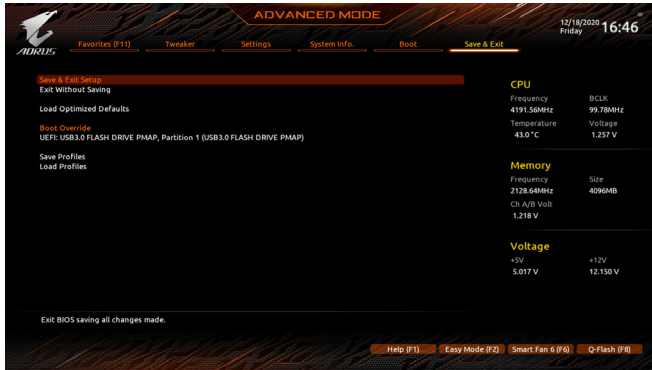 ADVANCED MODE
12/18/2020
Friday
16:46
AORUS
Favorites (F11) Tweaker Settings System Info. Boot Save & Exit
Save & Exit Setup
Exit Without Saving
Load Optimized Defaults
Boot Override
UEFI: USB3.0 FLASH DRIVE PMAP, Partition 1 (USB3.0 FLASH DRIVE PMAP)
Save Profiles
Load Profiles
CPU
Frequency BCLK
4191.56MHz 99.78MHz
Temperature Voltage
43.0 °C 1.257 V
Memory
Frequency Size
2128.64MHz 4096MB
Ch A/B Volt
1.218 V
Voltage
+5V +12V
5.017 V 12.150 V
Exit BIOS saving all changes made.
Help (F1) Easy Mode (F2) Smart Fan 6 (F6) Q-Flash (F8)